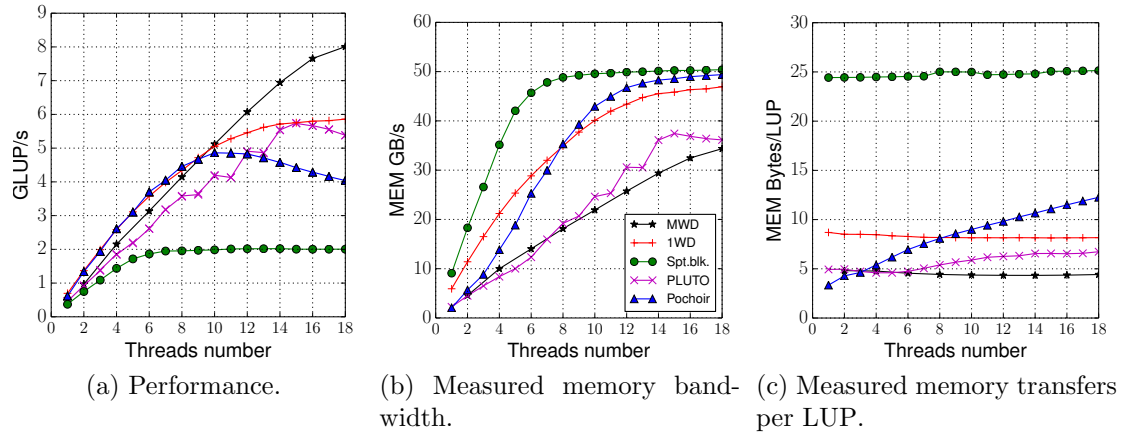 9
8
7
6
5
4
3
2
1
0
GLUP/s
0 2 4 6 8 10 12 14 16 18
Threads number
(a) Performance.
60
50
40
30
20
10
0
MEM GB/s
MWD
1WD
Spt.blk.
PLUTO
Pochoir
0 2 4 6 8 10 12 14 16 18
Threads number
(b) Measured memory band-
width.
30
25
20
15
10
5
0
MEM Bytes/LUP
0 2 4 6 8 10 12 14 16 18
Threads number
(c) Measured memory transfers
per LUP.